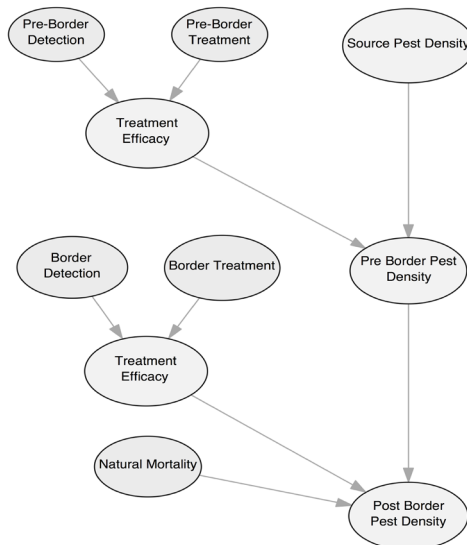 Pre-Border
Detection
Pre-Border
Treatment
Source Pest Density
Treatment
Efficacy
Border
Detection
Border Treatment
Pre Border Pest
Density
Treatment
Efficacy
Natural Mortality
Post Border
Pest Density